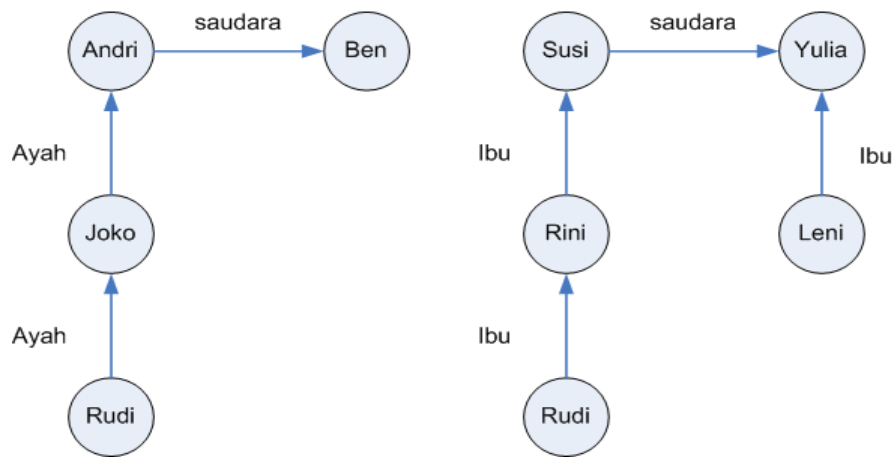 saudara
Andri
Ben
Ayah
Joko
Ayah
Rudi
saudara
Susi
Yulia
Ibu
Ibu
Rini
Leni
Ibu
Rudi